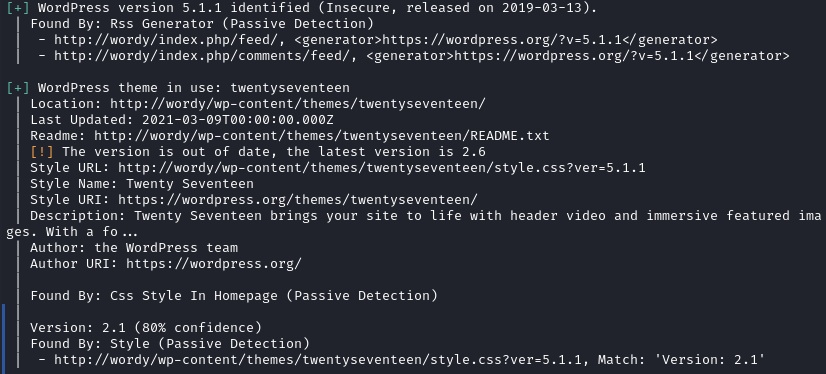 [+] WordPress version 5.1.1 identified (Insecure, released on 2019-03-13).
| Found By: Rss Generator (Passive Detection)
|  - http://wordy/index.php/feed/, <generator>https://wordpress.org/?v=5.1.1</generator>
|  - http://wordy/index.php/comments/feed/, <generator>https://wordpress.org/?v=5.1.1</generator>
[+] WordPress theme in use: twentyseventeen
| Location: http://wordy/wp-content/themes/twentyseventeen/
| Last Updated: 2021-03-09T00:00:00.000Z
| Readme: http://wordy/wp-content/themes/twentyseventeen/README.txt
| [!] The version is out of date, the latest version is 2.6
| Style URL: http://wordy/wp-content/themes/twentyseventeen/style.css?ver=5.1.1
| Style Name: Twenty Seventeen
| Style URI: https://wordpress.org/themes/twentyseventeen/
| Description: Twenty Seventeen brings your site to life with header video and immersive featured ima
ges. With a fo...
| Author: the WordPress team
| Author URI: https://wordpress.org/
|
| Found By: Css Style In Homepage (Passive Detection)
|
| Version: 2.1 (80% confidence)
| Found By: Style (Passive Detection)
|  - http://wordy/wp-content/themes/twentyseventeen/style.css?ver=5.1.1, Match: 'Version: 2.1'